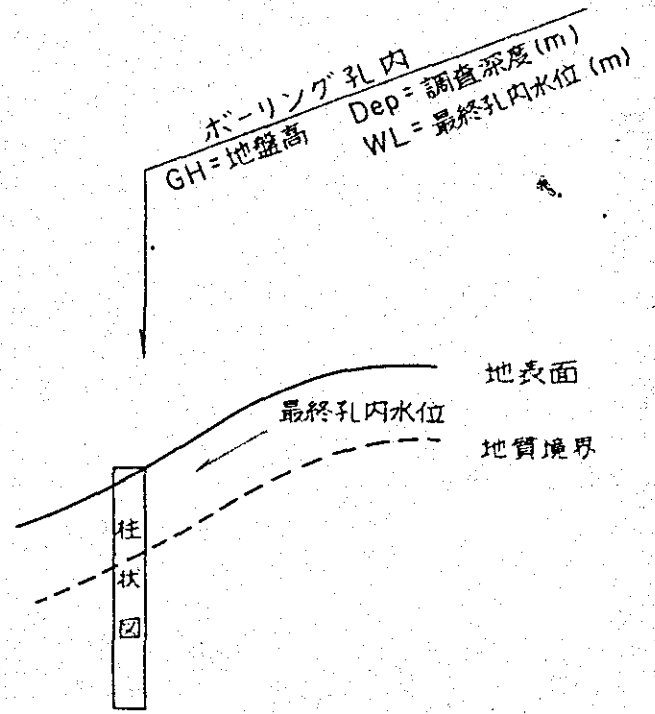 ボーリング孔内
GH=地盤高 Dep=調査深度(m)
WL=最終孔内水位(m)
地表面
最終孔内水位
地質境界
柱状図